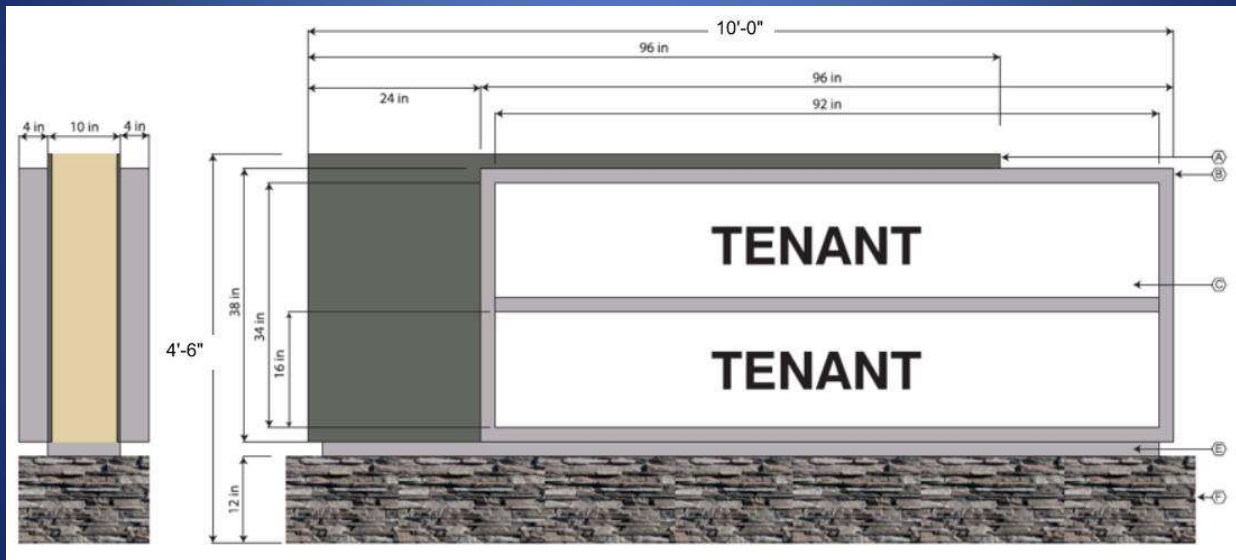 10'-0"
96 in
96 in
24 in
92 in
4 in 10 in 4 in
A
B
TENANT
C
38 in
34 in
4'-6"
16 in
TENANT
E
12 in
F